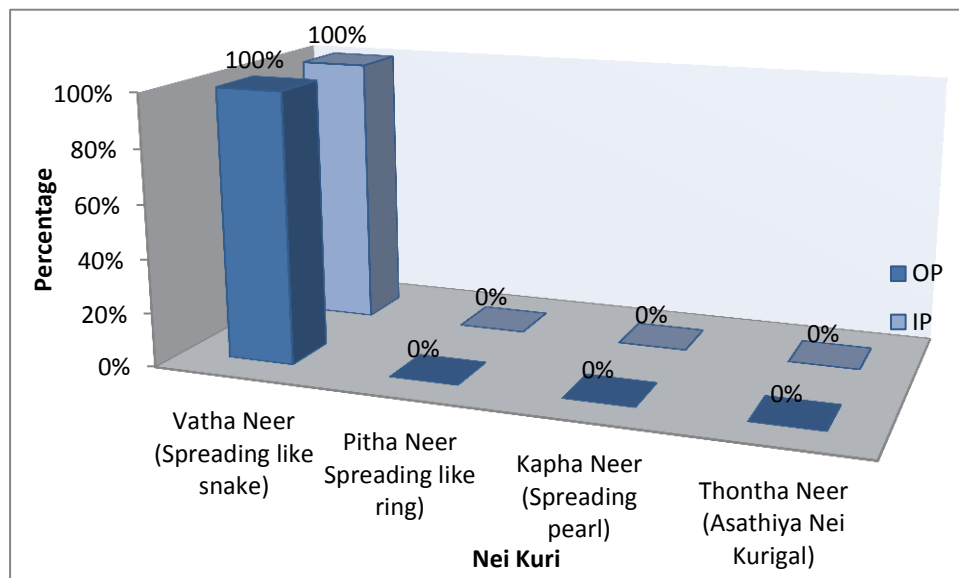 100%
100%
100%
80%
60%
40%
20%
0%
0%
0%
0%
0%
0%
0%
Percentage
OP
IP
Vatha Neer
(Spreading like
snake)
Pitha Neer
Spreading like
ring)
Kapha Neer
(Spreading
pearl)
Thontha Neer
(Asathiya Nei
Kurigal)
Nei Kuri